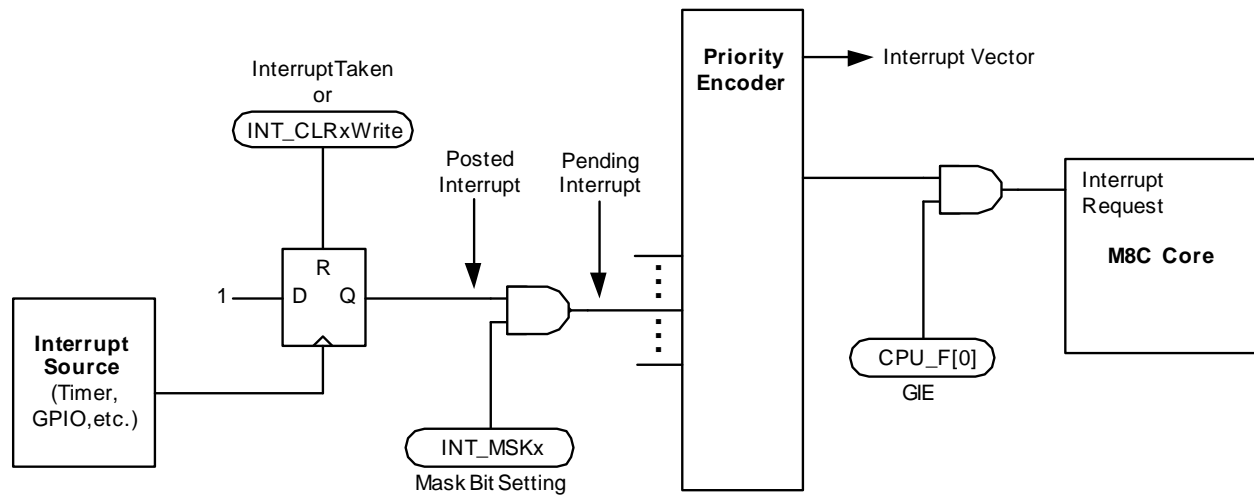 Priority
Encoder
Interrupt Vector
InterruptTaken
or
INT_CLRxWrite
Posted
Interrupt
Pending
Interrupt
Interrupt
Request
M8C Core
R
1
D
Q
Interrupt
Source
(Timer,
GPIO,etc.)
CPU_F[0]
GIE
INT_MSKx
Mask Bit Setting